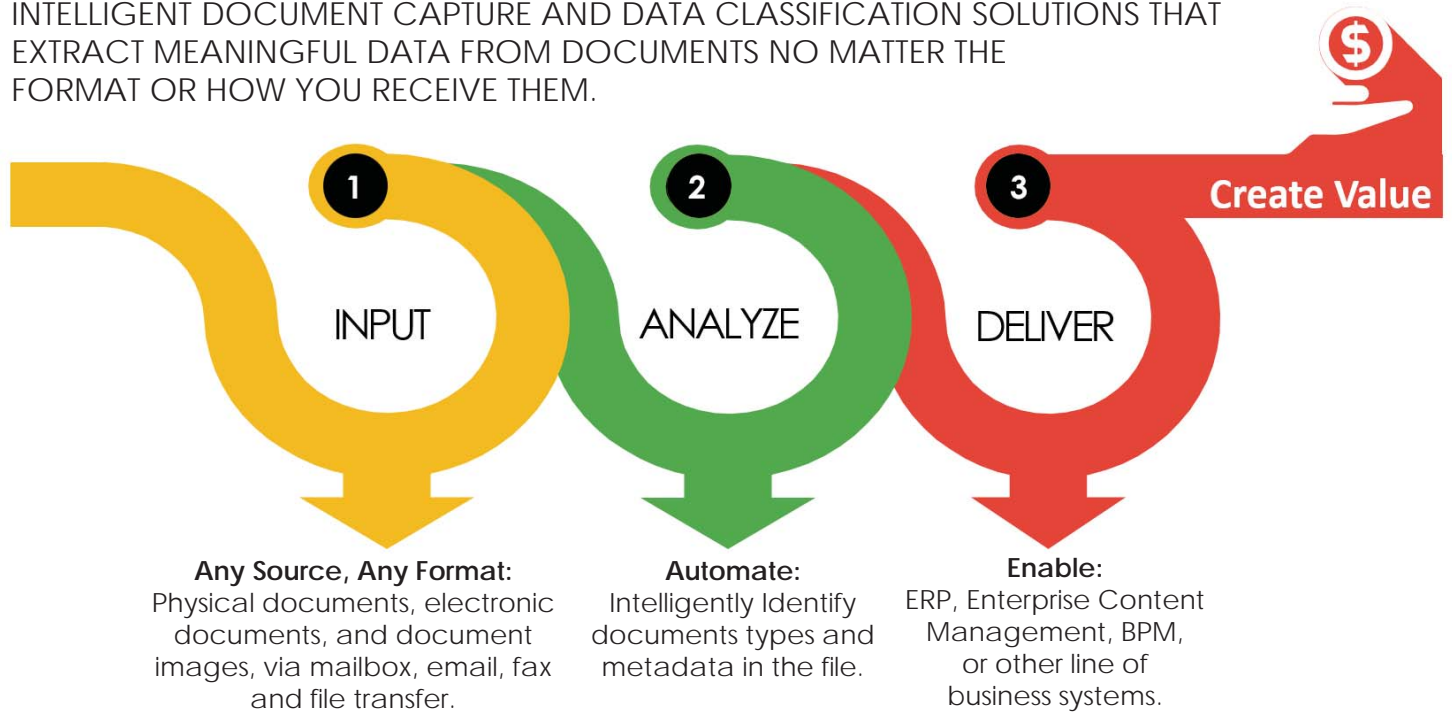 INTELLIGENT DOCUMENT CAPTURE AND DATA CLASSIFICATION SOLUTIONS THAT
EXTRACT MEANINGFUL DATA FROM DOCUMENTS NO MATTER THE
FORMAT OR HOW YOU RECEIVE THEM.
$
Create Value
1
INPUT
Any Source, Any Format:
Physical documents, electronic
documents, and document
images, via mailbox, email, fax
and file transfer.
2
ANALYZE
Automate:
Intelligently Identify
documents types and
metadata in the file.
3
DELIVER
Enable:
ERP, Enterprise Content
Management, BPM,
or other line of
business systems.